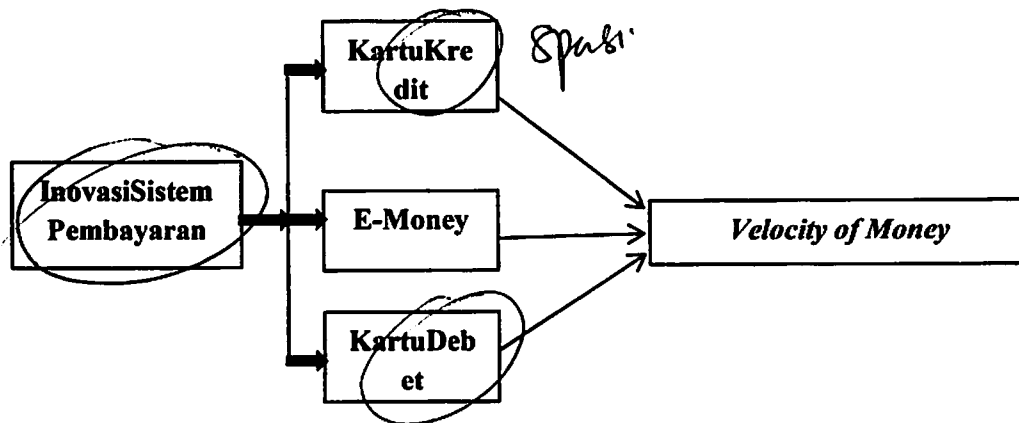 KartuKre
dit
spasi.
InovasiSistem
Pembayaran
E-Money
Velocity of Money
KartuDeb
et